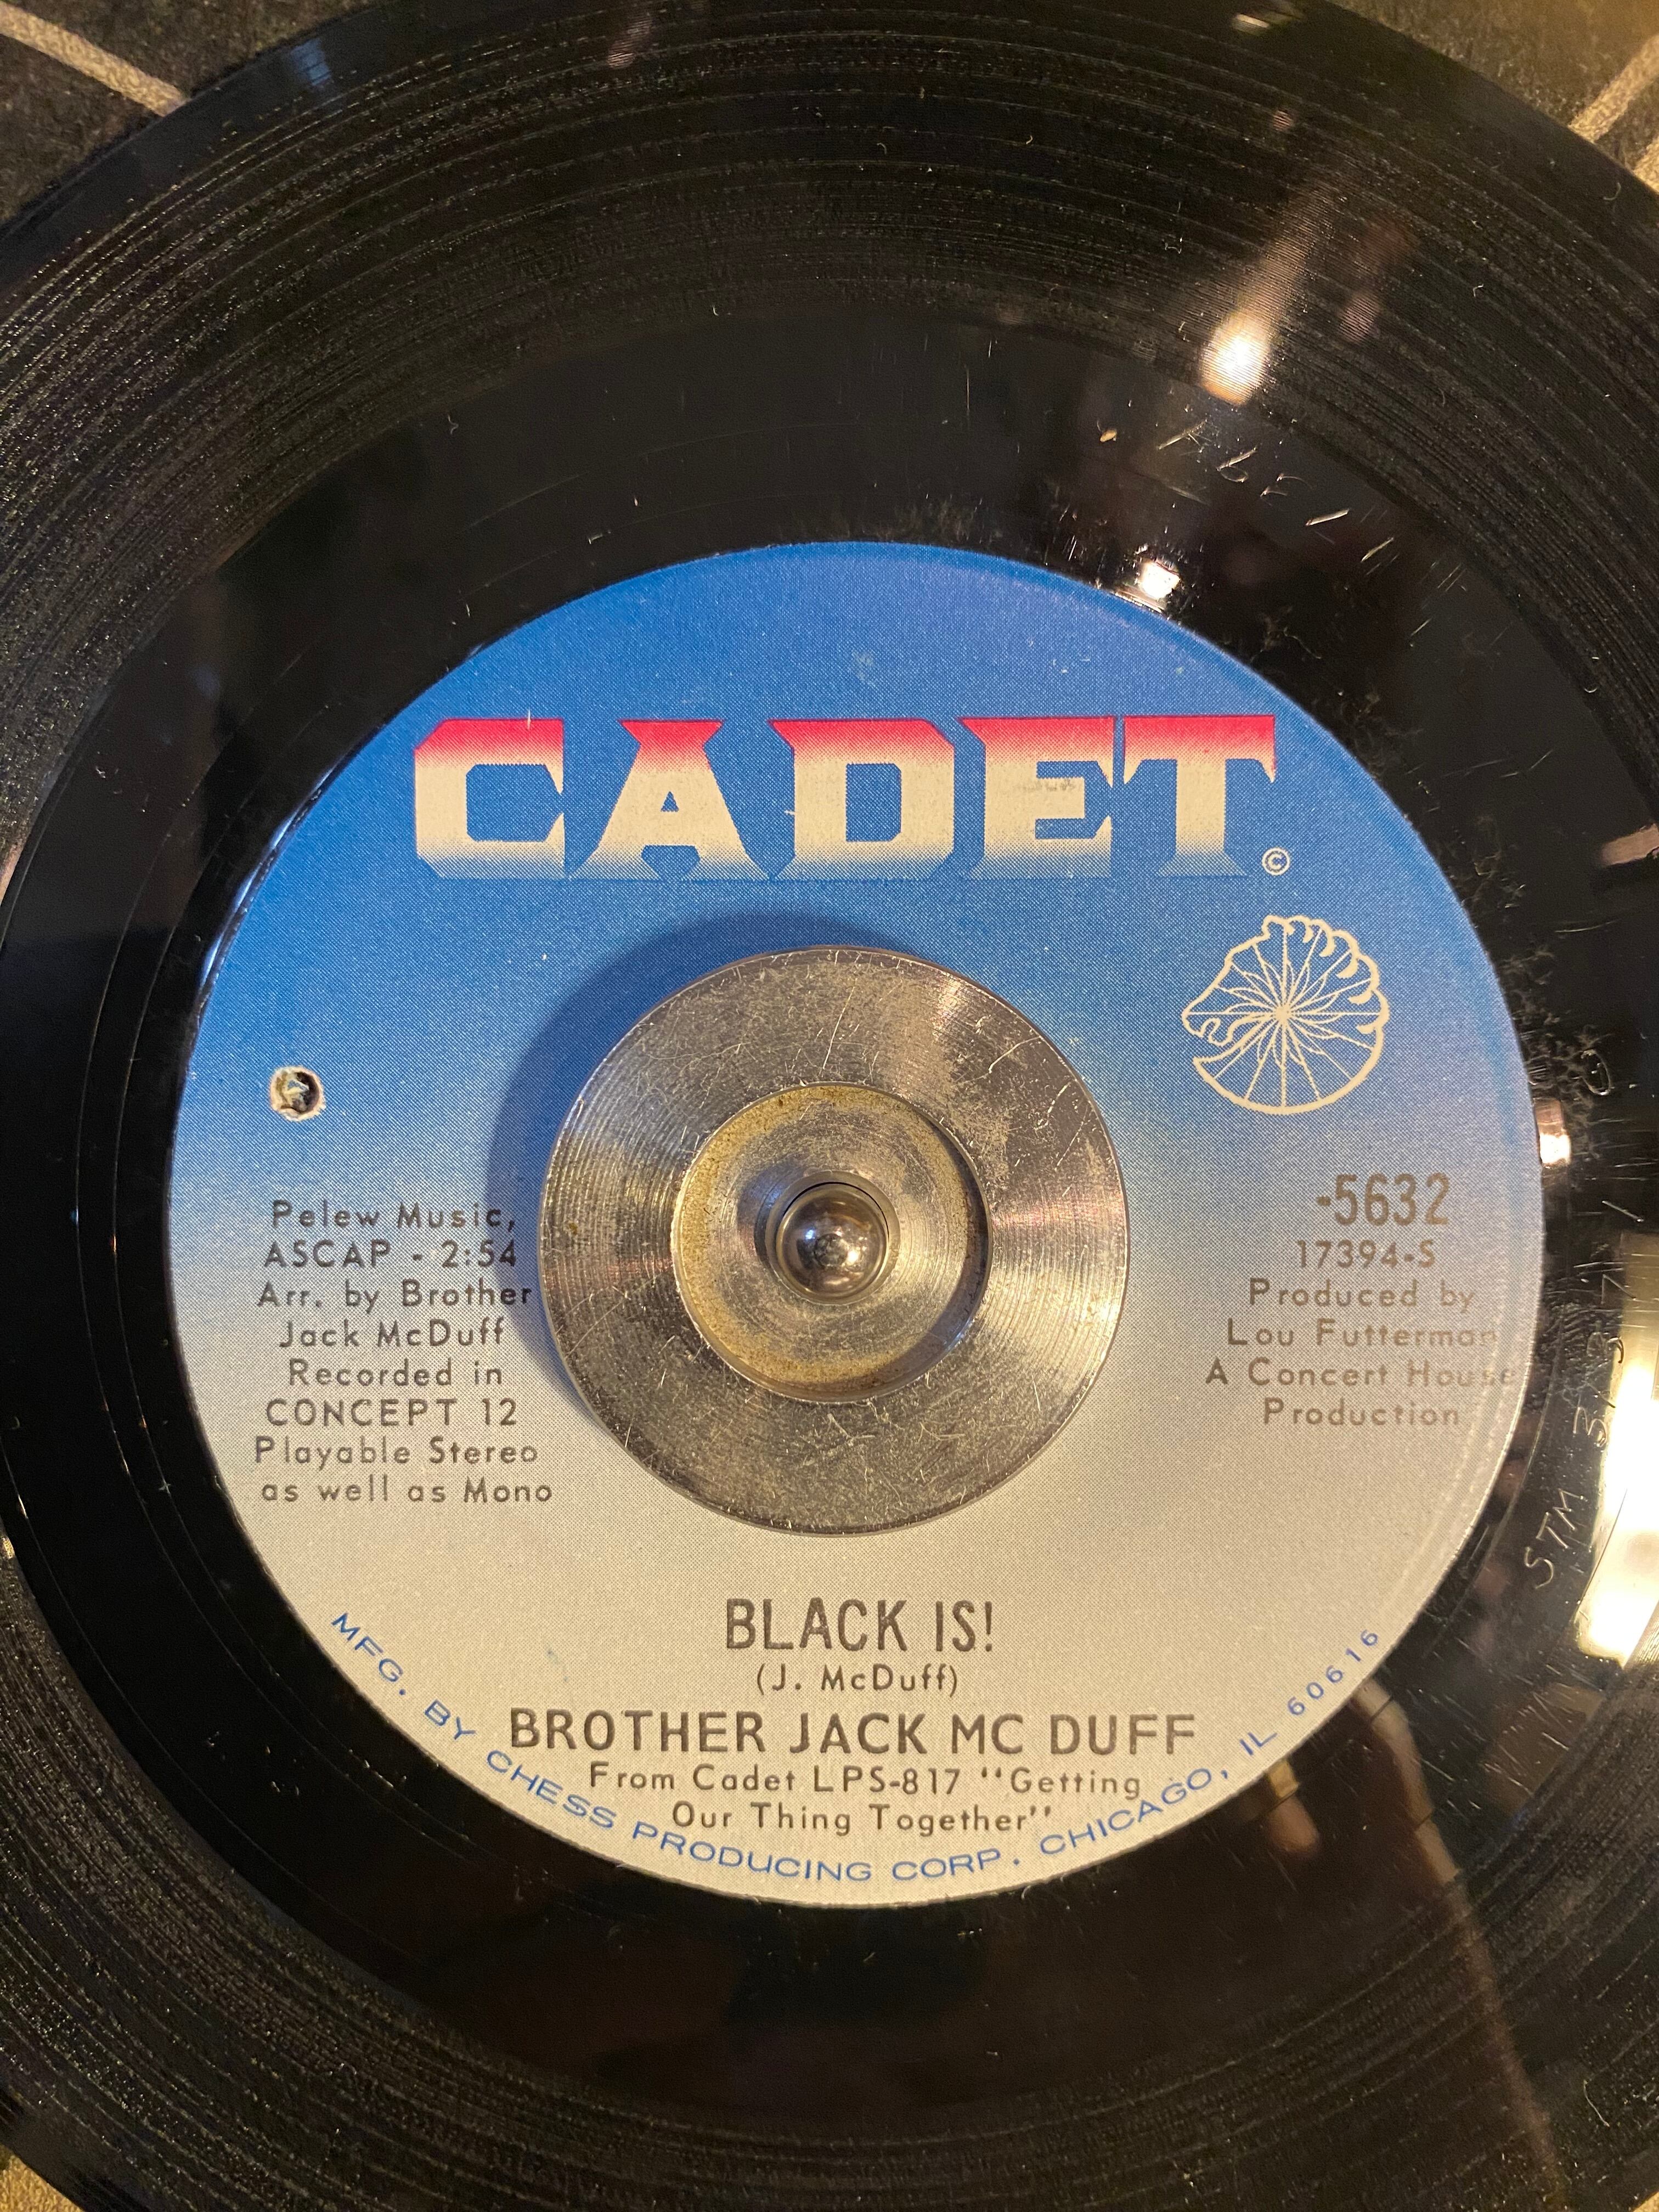 CADET
©
Pelew Music,
ASCAP - 2:54
Arr. by Brother
Jack McDuff
Recorded in
CONCEPT 12
Playable Stereo
as well as Mono
-5632
17394-S
Produced by
Lou Futterman
A Concert House
Production
BLACK IS!
(J. McDuff)
BROTHER JACK MC DUFF
From Cadet LPS-817 “Getting
Our Thing Together”
MFG. BY CHESS PRODUCING CORP. CHICAGO, IL 60616
STM